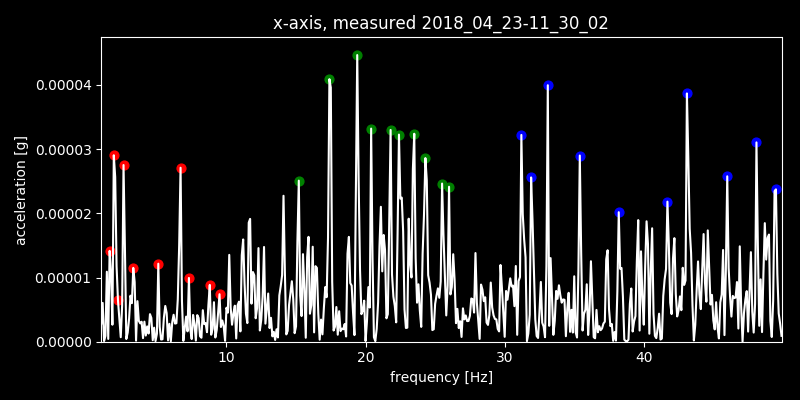 x-axis, measured 2018_04_23-11_30_02
acceleration [g]
0.00004
0.00003
0.00002
0.00001
0.00000
10 20 30 40
frequency [Hz]